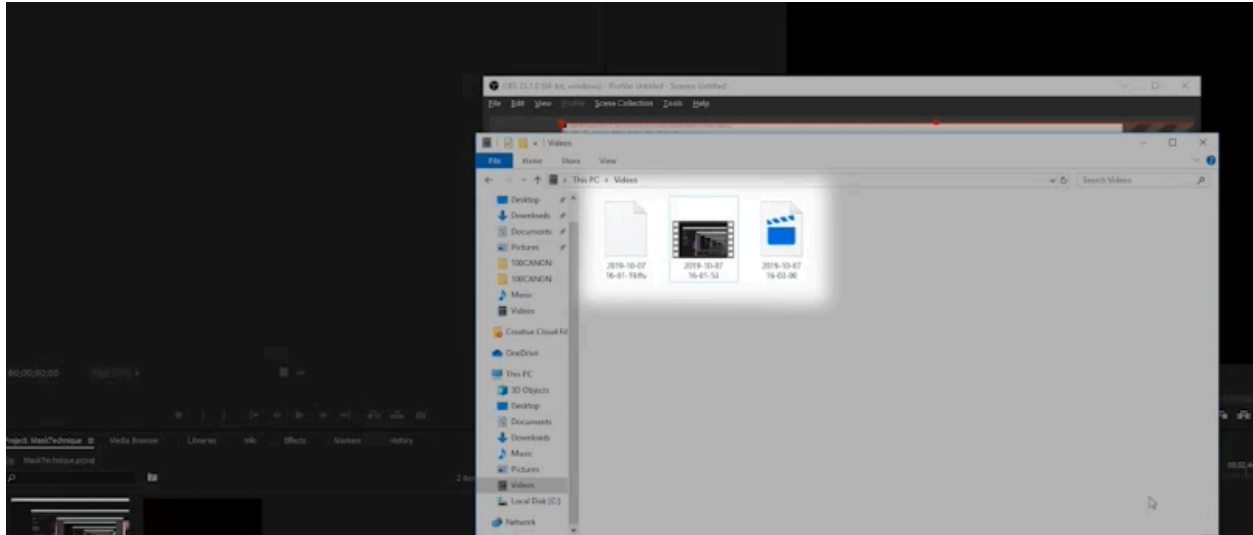 OBS 23.1.0 (64-bit, windows) - Profile: Untitled - Scenes: Untitled
File Edit View Profile Scene Collection Tools Help
Videos
File Home Share View
This PC Videos
Search Videos
Desktop
Downloads
Documents
Pictures
100CANON
100CANON
Music
Videos
Creative Cloud Fil
OneDrive
This PC
3D Objects
Desktop
Documents
Downloads
Music
Pictures
Videos
Local Disk (C:)
Network
2019-10-07
16-01-19.flv
2019-10-07
16-01-53
2019-10-07
16-03-00
00;00;00;00
Project: MaskTechnique Media Browser Libraries Info Effects Markers History
MaskTechnique.prproj